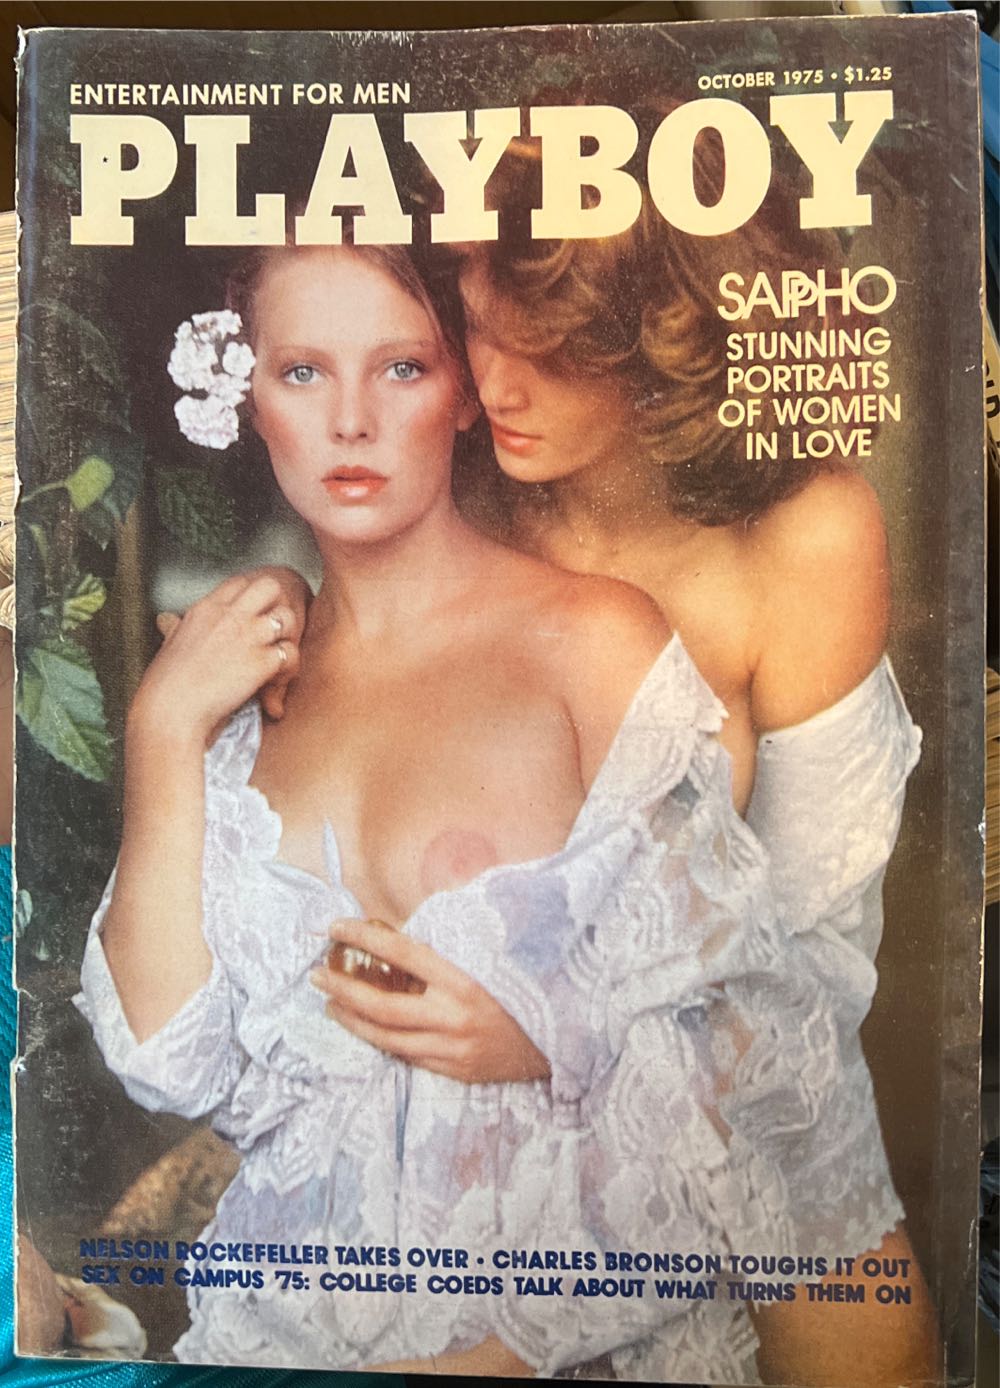 ENTERTAINMENT FOR MEN
OCTOBER 1975 • $1.25
PLAYBOY
SAPPHO
STUNNING
PORTRAITS
OF WOMEN
IN LOVE
NELSON ROCKEFELLER TAKES OVER • CHARLES BRONSON TOUGHS IT OUT
SEX ON CAMPUS '75: COLLEGE COEDS TALK ABOUT WHAT TURNS THEM ON